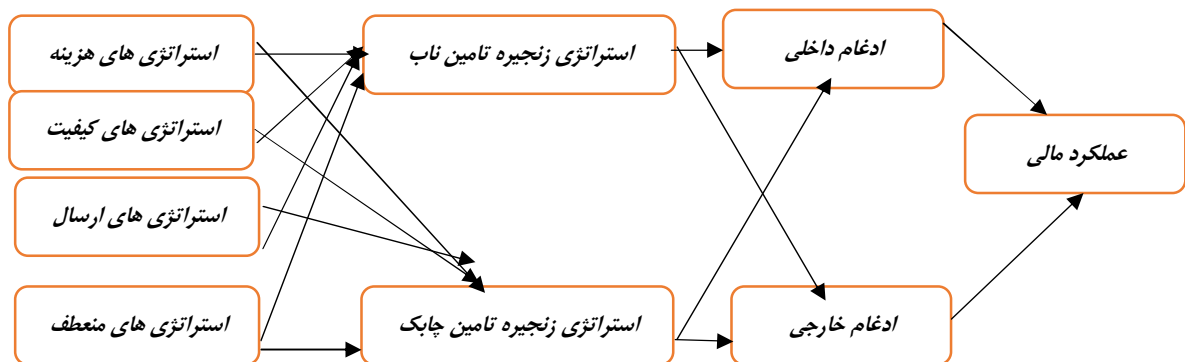 استراتژی های هزینه
استراتژی زنجیره تامین ناب
ادغام داخلی
استراتژی های کیفیت
عملکرد مالی
استراتژی های ارسال
استراتژی های منعطف
استراتژی زنجیره تامین چابک
ادغام خارجی